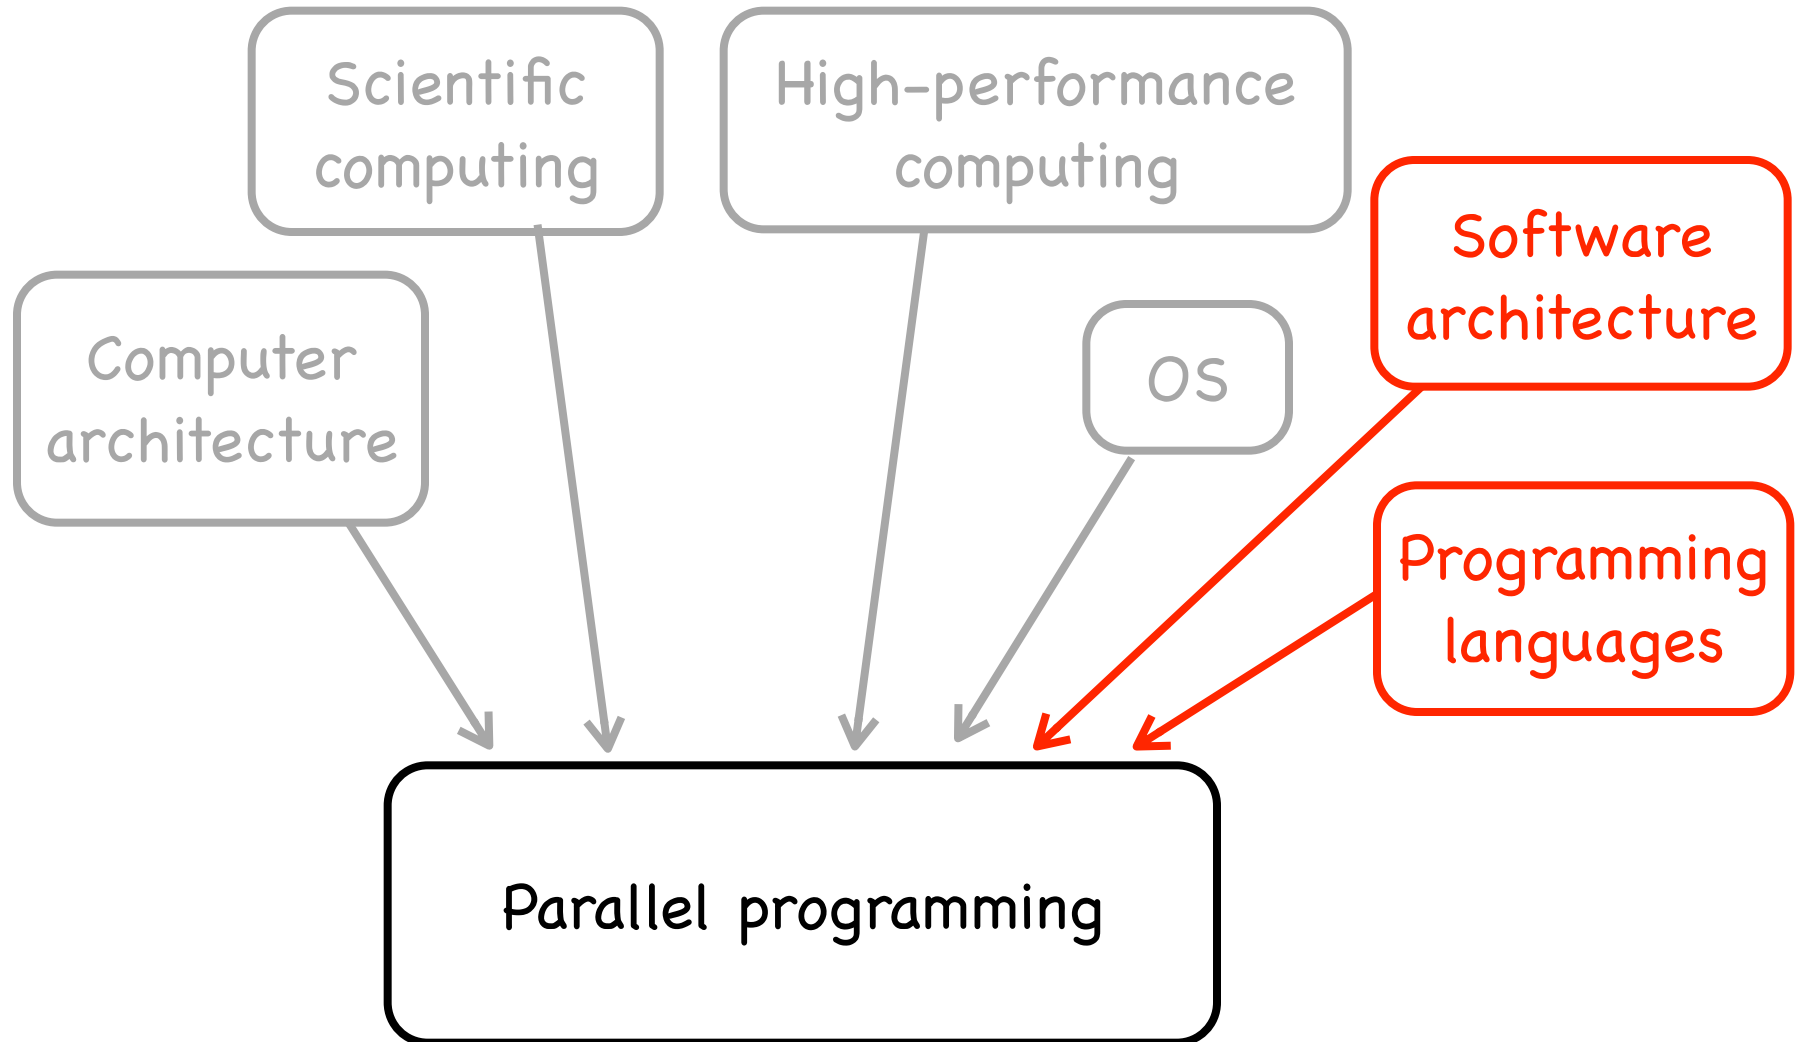 Scientific
computing
High-performance
computing
Software
architecture
Computer
architecture
OS
Programming
languages
Parallel programming